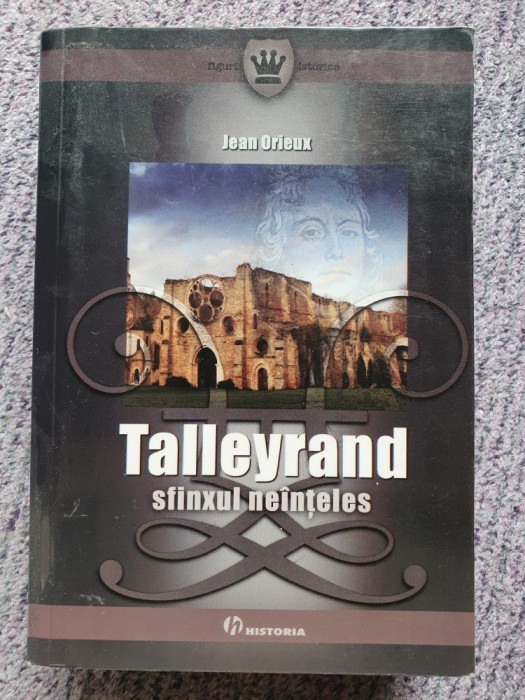 figuri istorice
Jean Orieux
Talleyrand
sfinxul neînțeles
HISTORIA